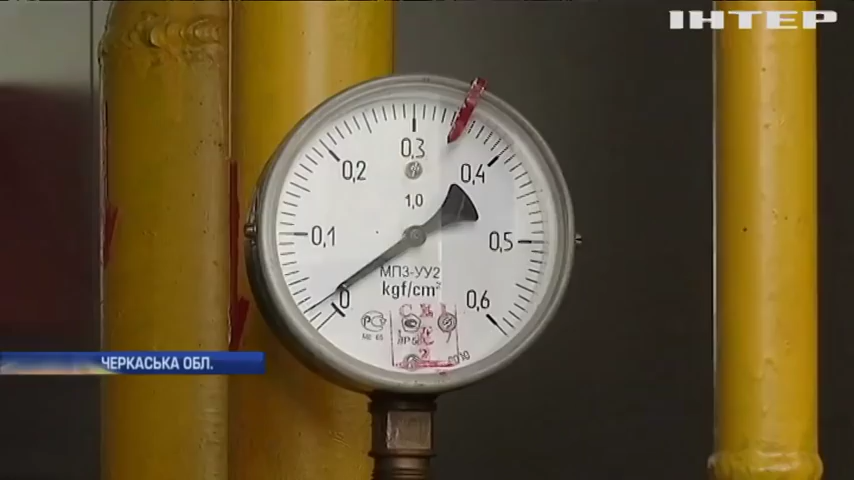 ІНТЕР
0,3
0,2
0,4
1,0
0,1
0,5
МПЗ-УУ2
kgf/cm²
0
0,6
ЧЕРКАСЬКА ОБЛ.